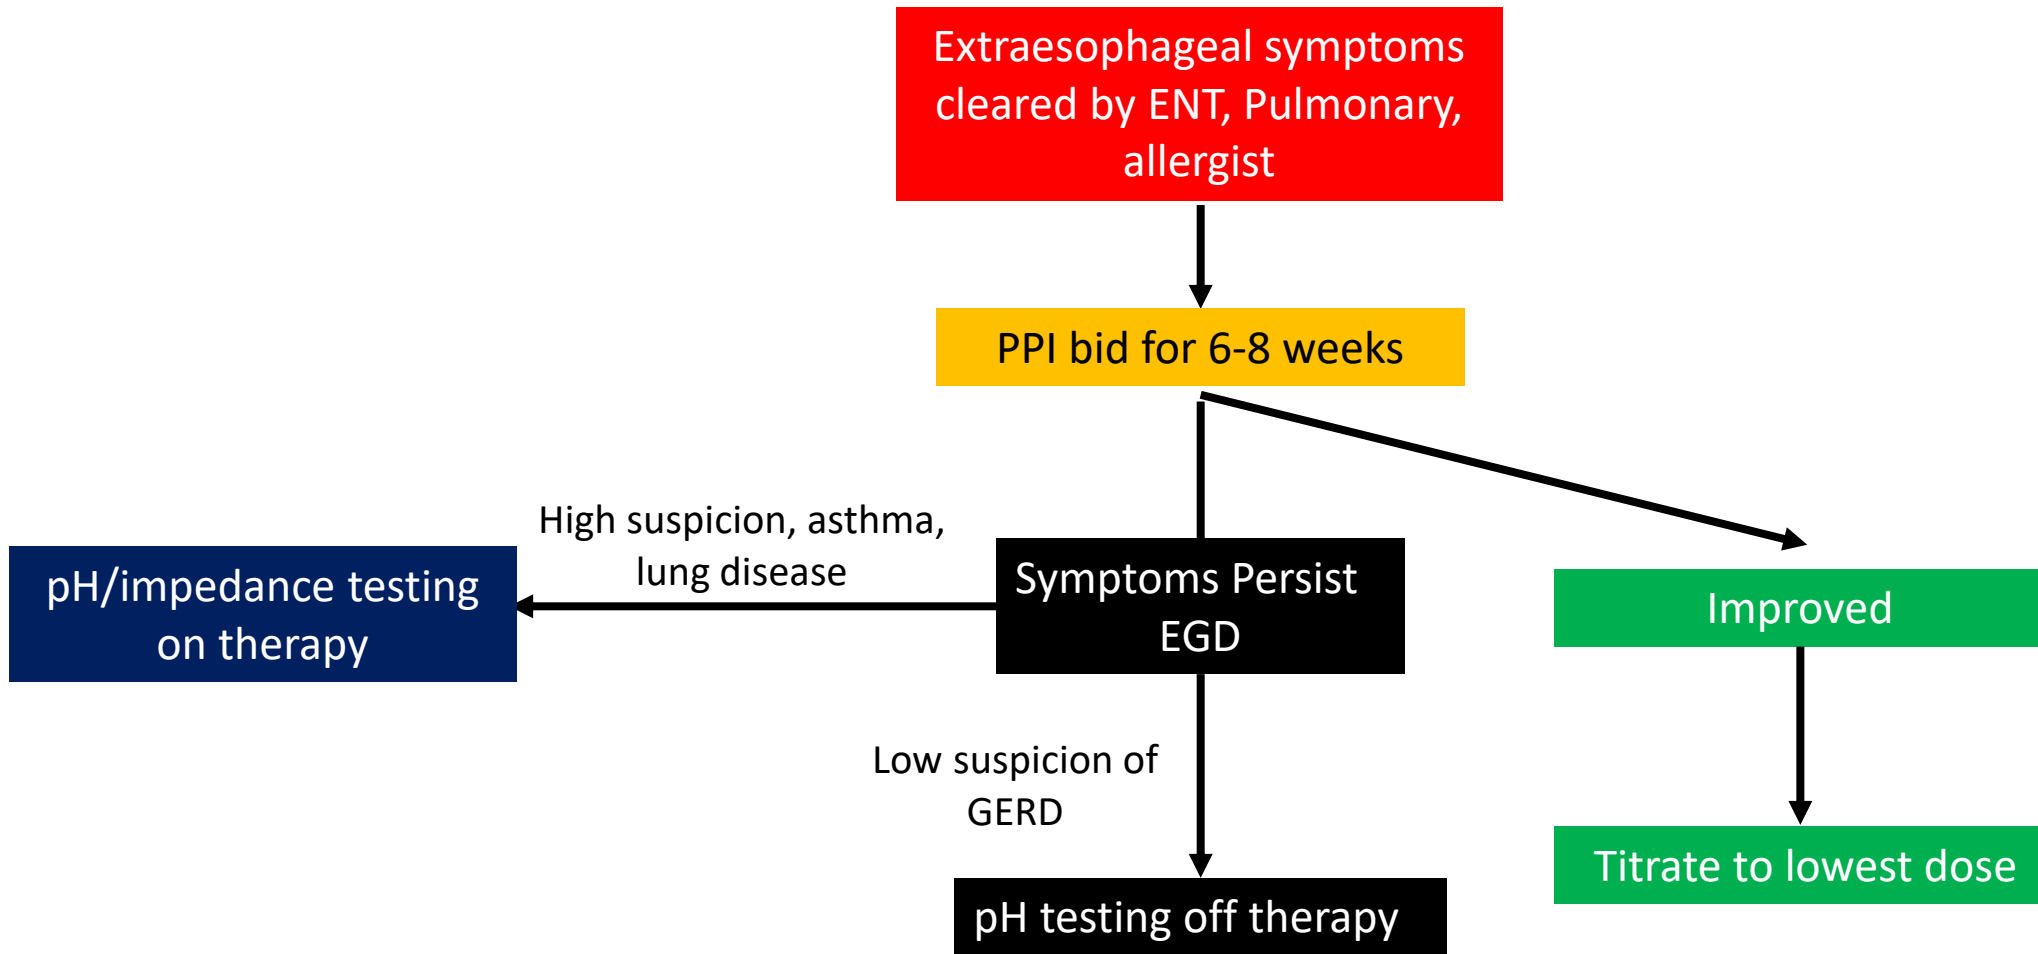 Extraesophageal symptoms
cleared by ENT, Pulmonary,
allergist
PPI bid for 6-8 weeks
High suspicion, asthma,
lung disease
pH/impedance testing
on therapy
Symptoms Persist
EGD
Improved
Low suspicion of
GERD
Titrate to lowest dose
pH testing off therapy